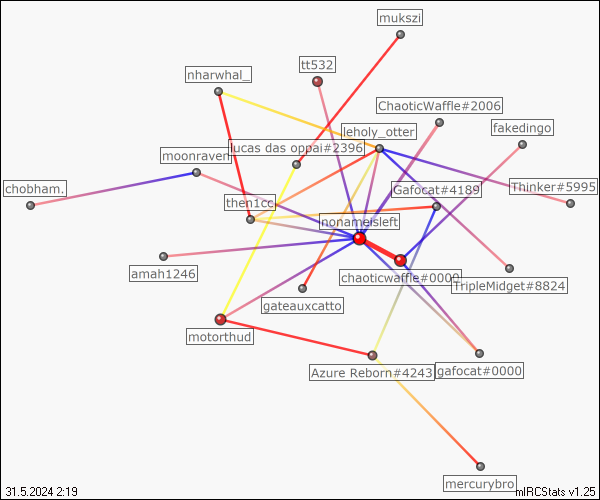 mukszi
tt532
nharwhal_
ChaoticWaffle#2006
leholy_otter
fakedingo
lucas das oppai#2396
moonraven
chobham.
Gafocat#4189
Thinker#5995
then1cc
nonameisleft
amah1246
chaoticwaffle#0000
TripleMidget#8824
gateauxcatto
motorthud
Azure Reborn#4243
gafocat#0000
mercurybro
31.5.2024 2:19
mIRCStats v1.25